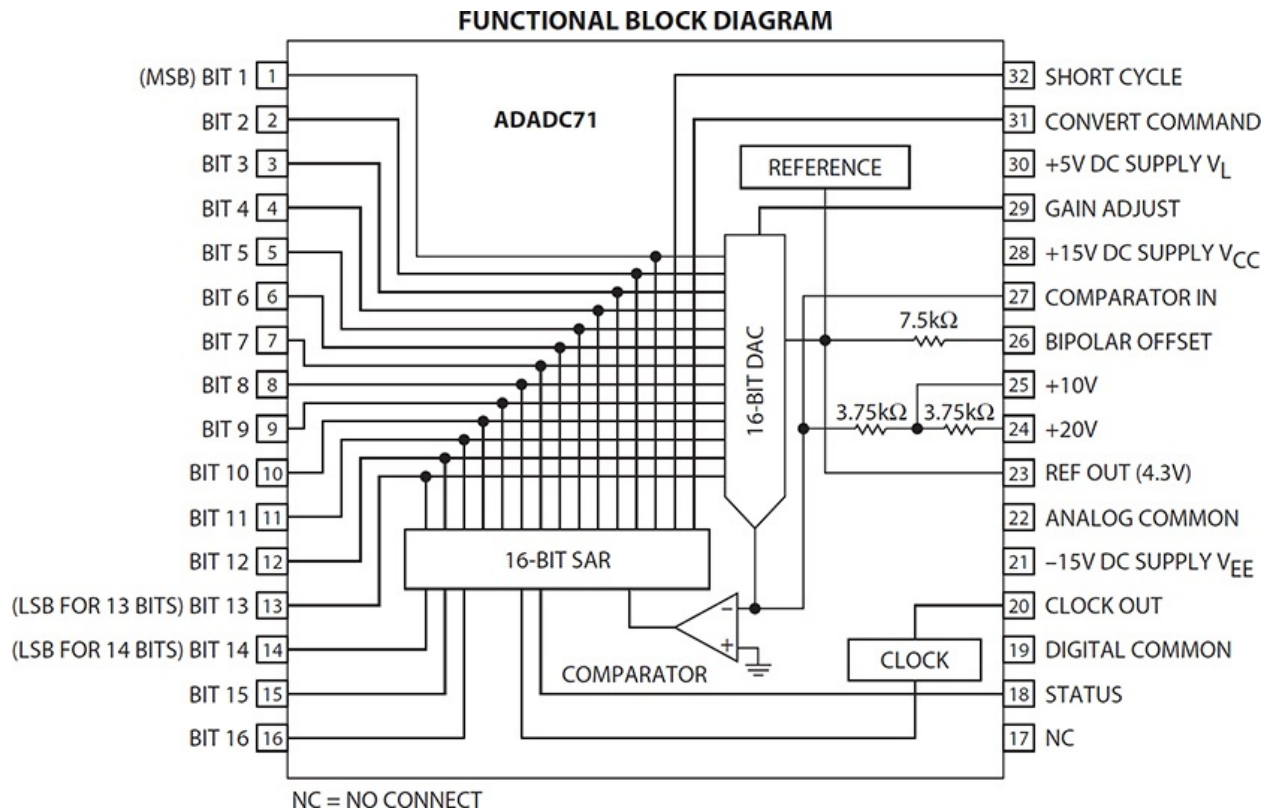 FUNCTIONAL BLOCK DIAGRAM
ADADC71
(MSB) BIT 1 1
BIT 2 2
BIT 3 3
BIT 4 4
BIT 5 5
BIT 6 6
BIT 7 7
BIT 8 8
BIT 9 9
BIT 10 10
BIT 11 11
BIT 12 12
(LSB FOR 13 BITS) BIT 13 13
(LSB FOR 14 BITS) BIT 14 14
BIT 15 15
BIT 16 16
REFERENCE
16-BIT DAC
7.5kΩ
3.75kΩ 3.75kΩ
16-BIT SAR
−
+
COMPARATOR
CLOCK
32 SHORT CYCLE
31 CONVERT COMMAND
30 +5V DC SUPPLY VL
29 GAIN ADJUST
28 +15V DC SUPPLY VCC
27 COMPARATOR IN
26 BIPOLAR OFFSET
25 +10V
24 +20V
23 REF OUT (4.3V)
22 ANALOG COMMON
21 –15V DC SUPPLY VEE
20 CLOCK OUT
19 DIGITAL COMMON
18 STATUS
17 NC
NC = NO CONNECT